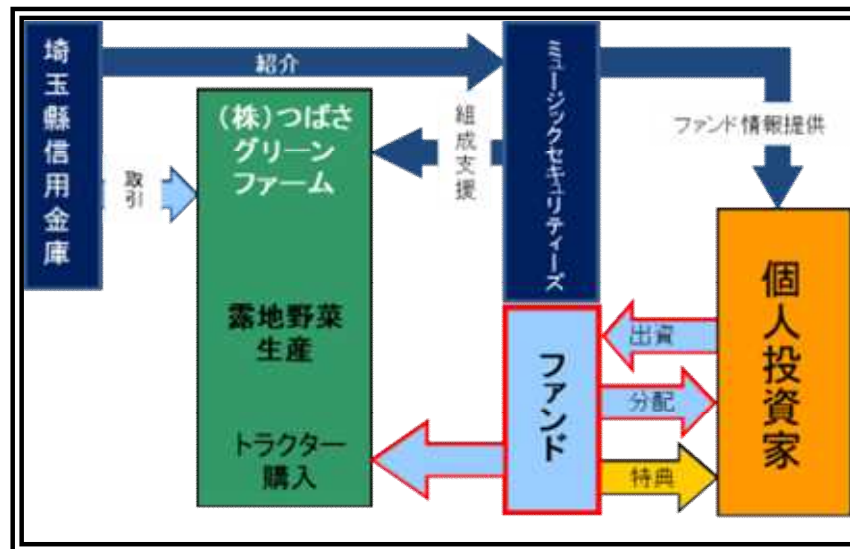 埼玉縣信用金庫
紹介
取引
(株)つばさ
グリーン
ファーム
露地野菜
生産
トラクター
購入
組成支援
ミュージックセキュリティーズ
ファンド情報提供
ファンド
出資
分配
特典
個人投資家